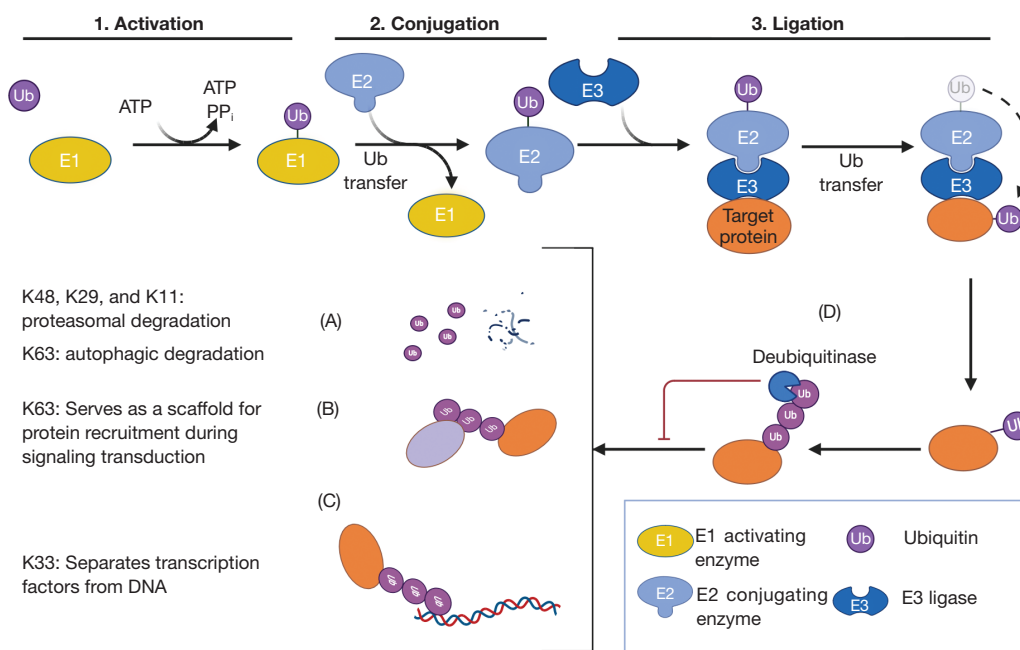 1. Activation
2. Conjugation
3. Ligation
Ub
E1
ATP
ATP
PPi
Ub
E1
E2
Ub
transfer
E1
Ub
E2
E3
Ub
E2
E3
Target
protein
Ub
transfer
Ub
E2
E3
Ub
K48, K29, and K11:
proteasomal degradation
K63: autophagic degradation
(A)
Ub
Ub
Ub
Ub
Ub
K63: Serves as a scaffold for
protein recruitment during
signaling transduction
(B)
Ub
Ub
Ub
(C)
K33: Separates transcription
factors from DNA
Ub
Ub
Ub
(D)
Deubiquitinase
Ub
Ub
Ub
Ub
E1
E1 activating
enzyme
Ub
Ubiquitin
E2
E2 conjugating
enzyme
E3
E3 ligase